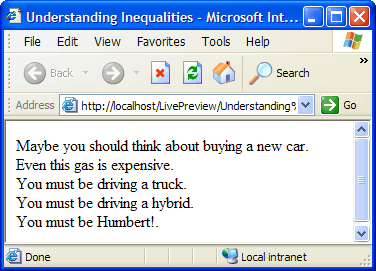 Understanding Inequalities - Microsoft Int...
File Edit View Favorites Tools Help
Back Search
Address http://localhost/LivePreview/Understanding% Go
Maybe you should think about buying a new car.
Even this gas is expensive.
You must be driving a truck.
You must be driving a hybrid.
You must be Humbert!.
Done Local intranet